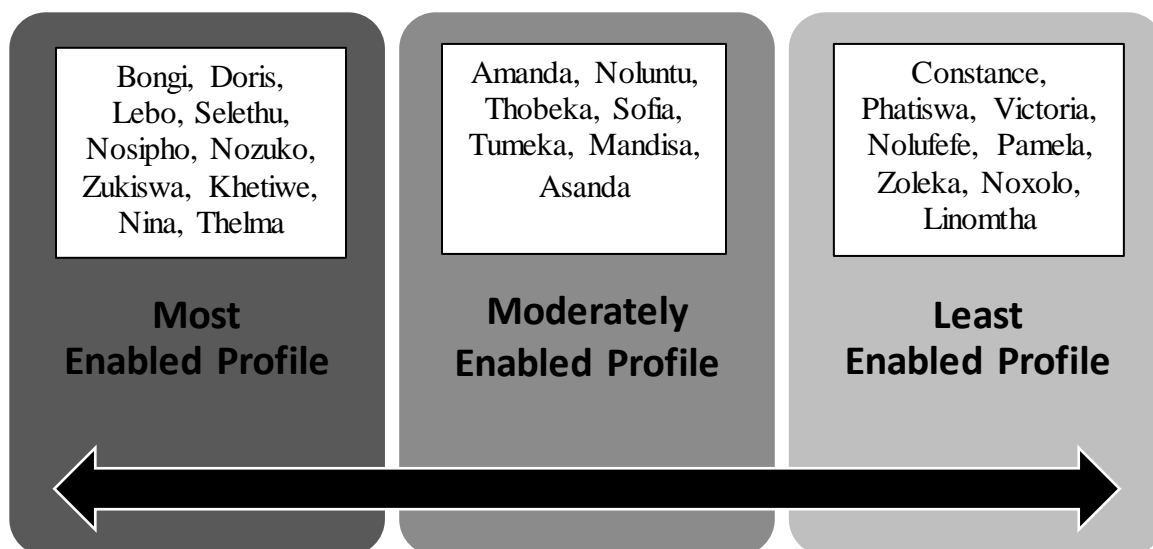 Bongi, Doris,
Lebo, Selethu,
Nosipho, Nozuko,
Zukiswa, Khetiwe,
Nina, Thelma
Most
Enabled Profile
Amanda, Noluntu,
Thobeka, Sofia,
Tumeka, Mandisa,
Asanda
Moderately
Enabled Profile
Constance,
Phatiswa, Victoria,
Nolufefe, Pamela,
Zoleka, Noxolo,
Linomtha
Least
Enabled Profile